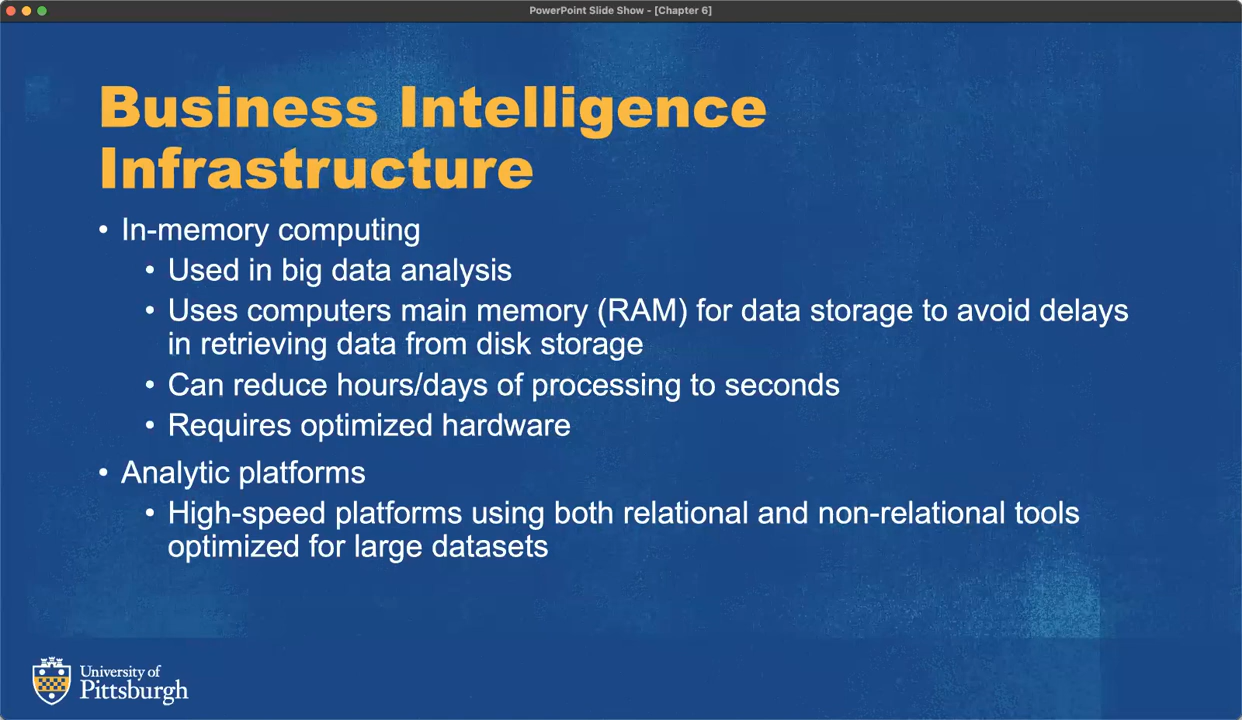 PowerPoint Slide Show - [Chapter 6]
Business Intelligence
Infrastructure
• In-memory computing
• Used in big data analysis
• Uses computers main memory (RAM) for data storage to avoid delays
in retrieving data from disk storage
• Can reduce hours/days of processing to seconds
• Requires optimized hardware
• Analytic platforms
• High-speed platforms using both relational and non-relational tools
optimized for large datasets
University of
Pittsburgh